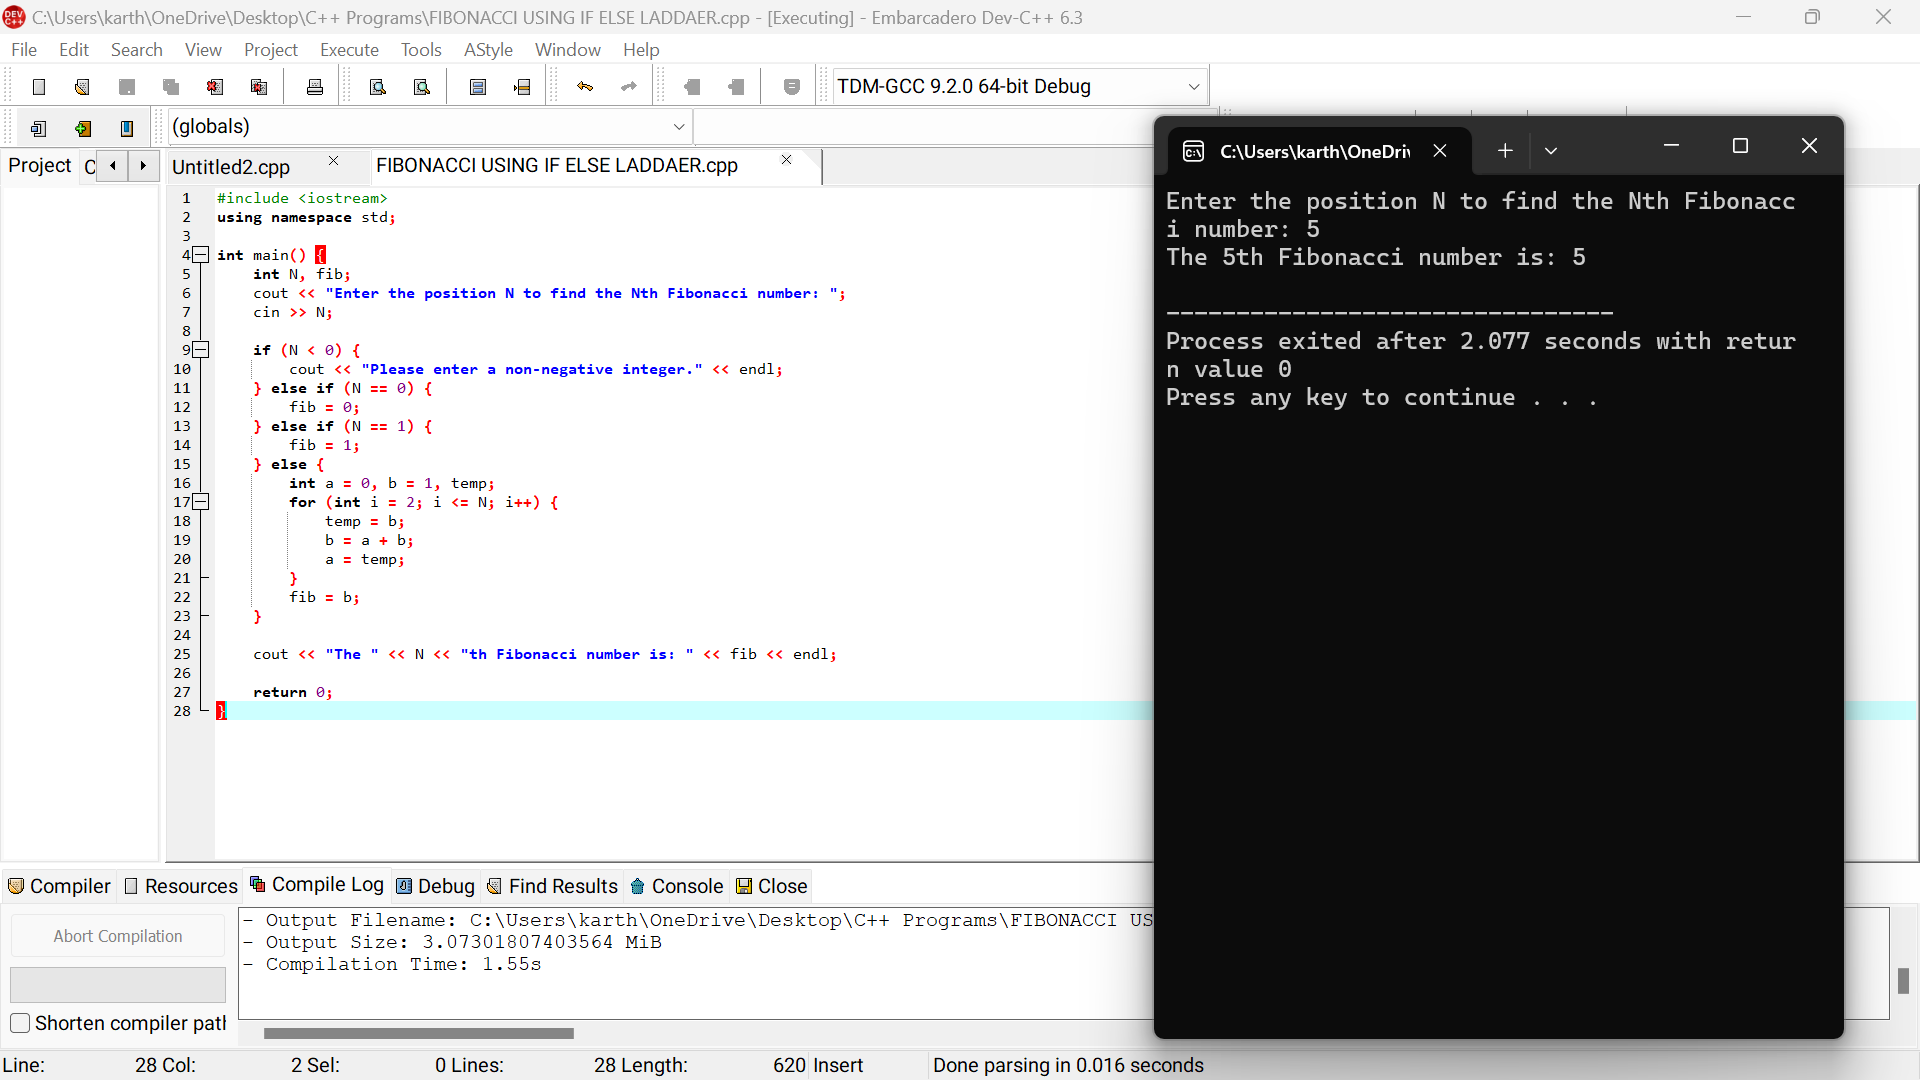 C:\Users\karth\OneDrive\Desktop\C++ Programs\FIBONACCI USING IF ELSE LADDAER.cpp - [Executing] - Embarcadero Dev-C++ 6.3
File Edit Search View Project Execute Tools AStyle Window Help
TDM-GCC 9.2.0 64-bit Debug
(globals)
Project C
Untitled2.cpp FIBONACCI USING IF ELSE LADDAER.cpp
1 #include <iostream>
2 using namespace std;
3
4 int main() {
5 int N, fib;
6 cout << "Enter the position N to find the Nth Fibonacci number: ";
7 cin >> N;
8
9 if (N < 0) {
10 cout << "Please enter a non-negative integer." << endl;
11 } else if (N == 0) {
12 fib = 0;
13 } else if (N == 1) {
14 fib = 1;
15 } else {
16 int a = 0, b = 1, temp;
17 for (int i = 2; i <= N; i++) {
18 temp = b;
19 b = a + b;
20 a = temp;
21 }
22 fib = b;
23 }
24
25 cout << "The " << N << "th Fibonacci number is: " << fib << endl;
26
27 return 0;
28 }
C:\Users\karth\OneDriv
Enter the position N to find the Nth Fibonacc
i number: 5
The 5th Fibonacci number is: 5
--------------------------------
Process exited after 2.077 seconds with retur
n value 0
Press any key to continue . . .
Compiler Resources Compile Log Debug Find Results Console Close
Abort Compilation
Shorten compiler path
- Output Filename: C:\Users\karth\OneDrive\Desktop\C++ Programs\FIBONACCI US
- Output Size: 3.07301807403564 MiB
- Compilation Time: 1.55s
Line: 28 Col: 2 Sel: 0 Lines: 28 Length: 620 Insert Done parsing in 0.016 seconds